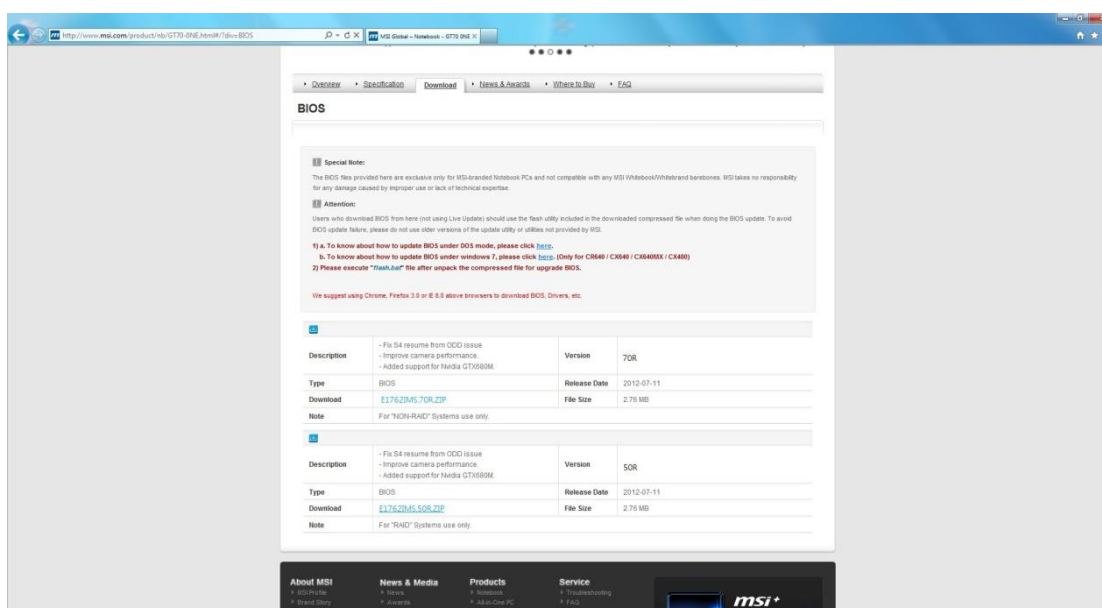 http://www.msi.com/product/nb/GT70-0NE.html#/?div=BIOS
MSI Global – Notebook - GT70 0NE
Overview Specification Download News & Awards Where to Buy FAQ
BIOS
Special Note:
The BIOS files provided here are exclusive only for MSI-branded Notebook PCs and not compatible with any MSI Whitebook/Whitebrand barebones. MSI takes no responsibility
for any damage caused by improper use or lack of technical expertise.
Attention:
Users who download BIOS from here (not using Live Update) should use the flash utility included in the downloaded compressed file when doing the BIOS update. To avoid
BIOS update failure, please do not use older versions of the update utility or utilities not provided by MSI.
1) a. To know about how to update BIOS under DOS mode, please click here.
b. To know about how to update BIOS under windows 7, please click here. (Only for CR640 / CX640 / CX640MX / CX480)
2) Please execute "flash.bat" file after unpack the compressed file for upgrade BIOS.
We suggest using Chrome, Firefox 3.0 or IE 8.0 above browsers to download BIOS, Drivers, etc.
- Fix S4 resume from ODD issue
Description - Improve camera performance. Version 70R
- Added support for Nvidia GTX680M.
Type BIOS Release Date 2012-07-11
Download E1762IMS.70R.ZIP File Size 2.76 MB
Note For "NON-RAID" Systems use only.
- Fix S4 resume from ODD issue
Description - Improve camera performance. Version 50R
- Added support for Nvidia GTX680M.
Type BIOS Release Date 2012-07-11
Download E1762IMS.50R.ZIP File Size 2.76 MB
Note For "RAID" Systems use only.
About MSI News & Media Products Service
MSI Profile News Notebook Troubleshooting
Brand Story Awards All-in-One PC FAQ
msi